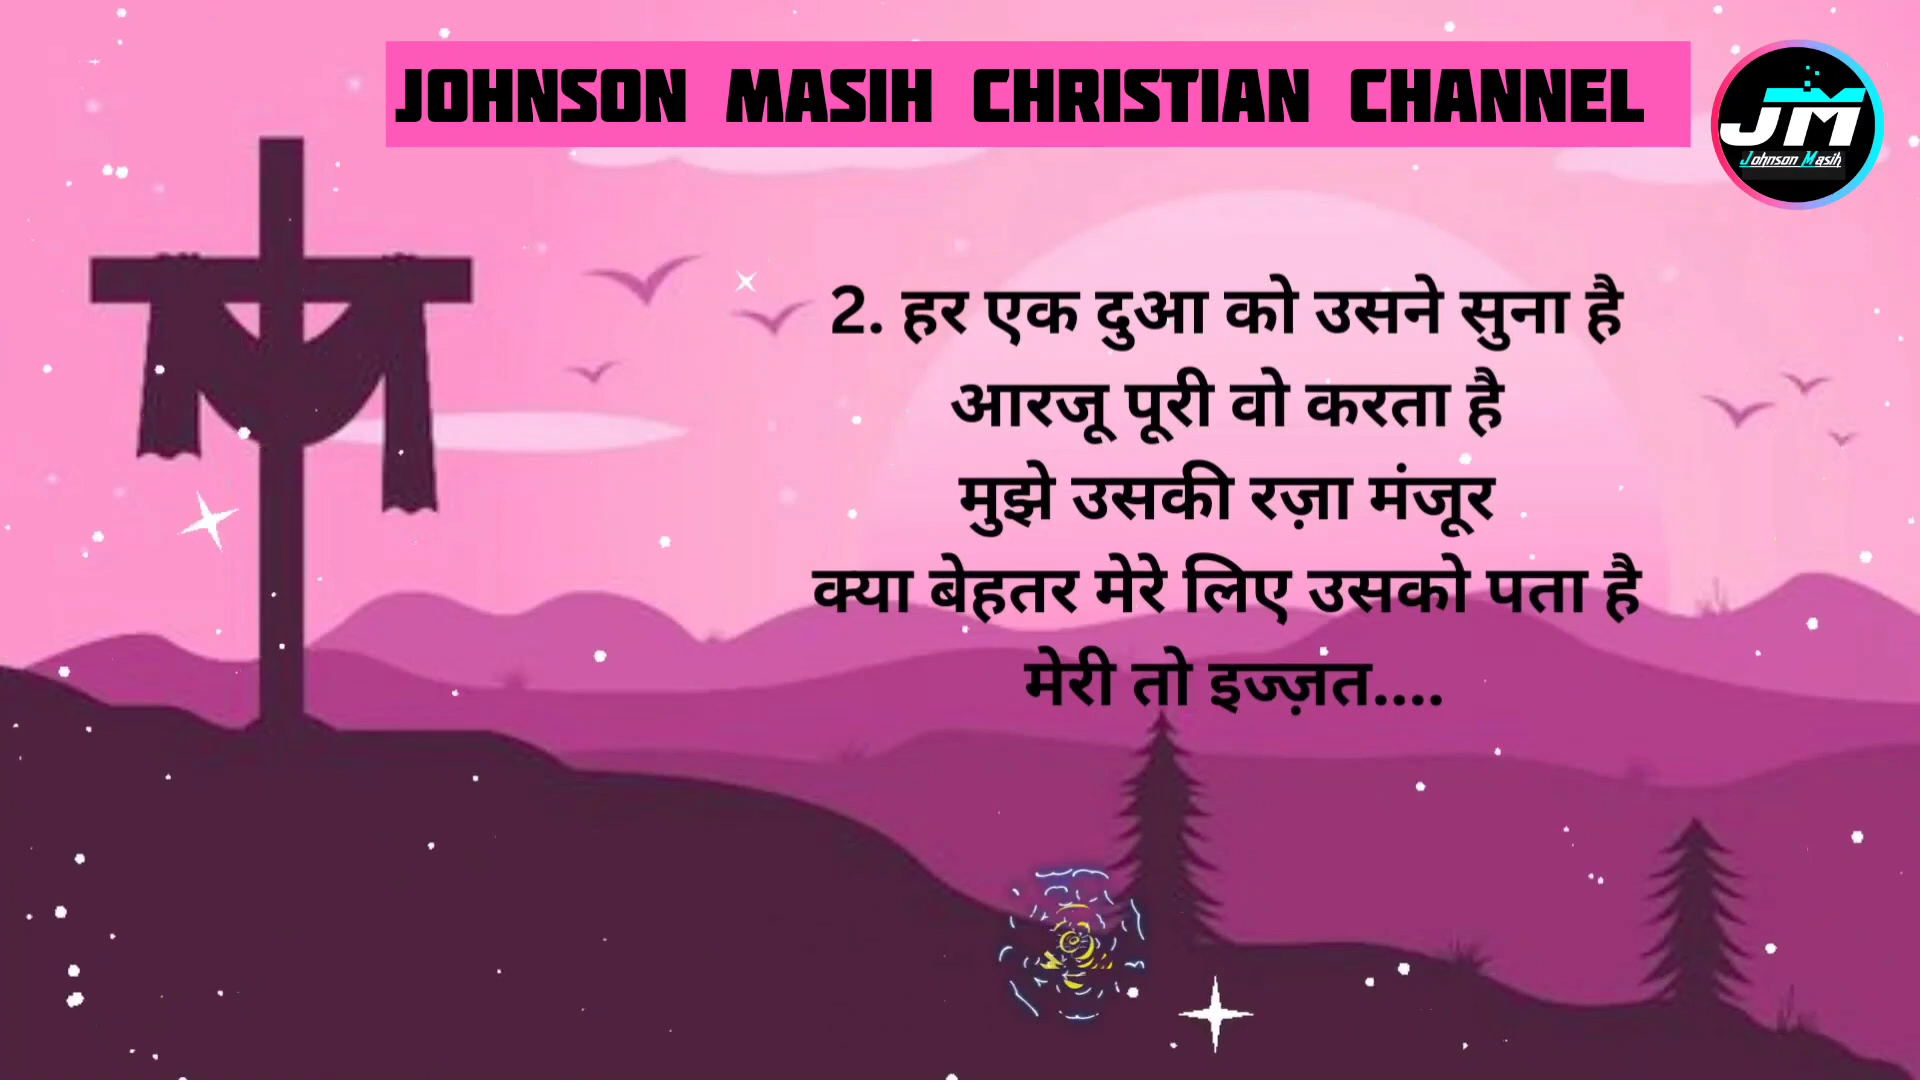 JOHNSON MASIH CHRISTIAN CHANNEL
JM
Johnson Masih
2. हर एक दुआ को उसने सुना है
आरजू पूरी वो करता है
मुझे उसकी रज़ा मंजूर
क्या बेहतर मेरे लिए उसको पता है
मेरी तो इज्ज़त....